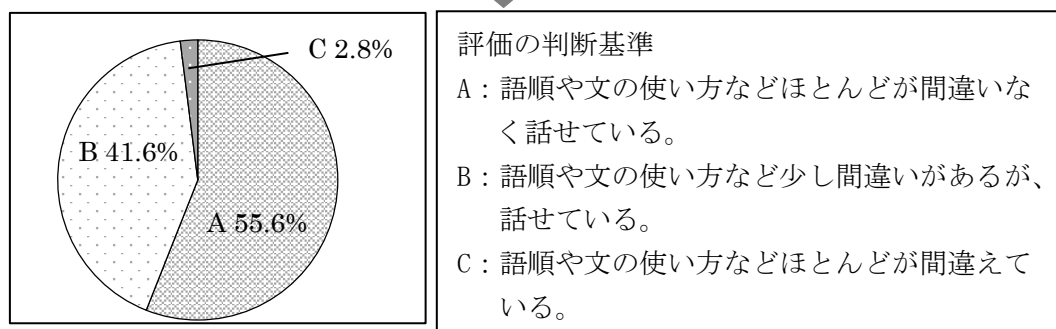 C 2.8%
B 41.6%
A 55.6%
評価の判断基準
A：語順や文の使い方などほとんどが間違いな
く話せている。
B：語順や文の使い方など少し間違いがあるが、
話せている。
C：語順や文の使い方などほとんどが間違えて
いる。